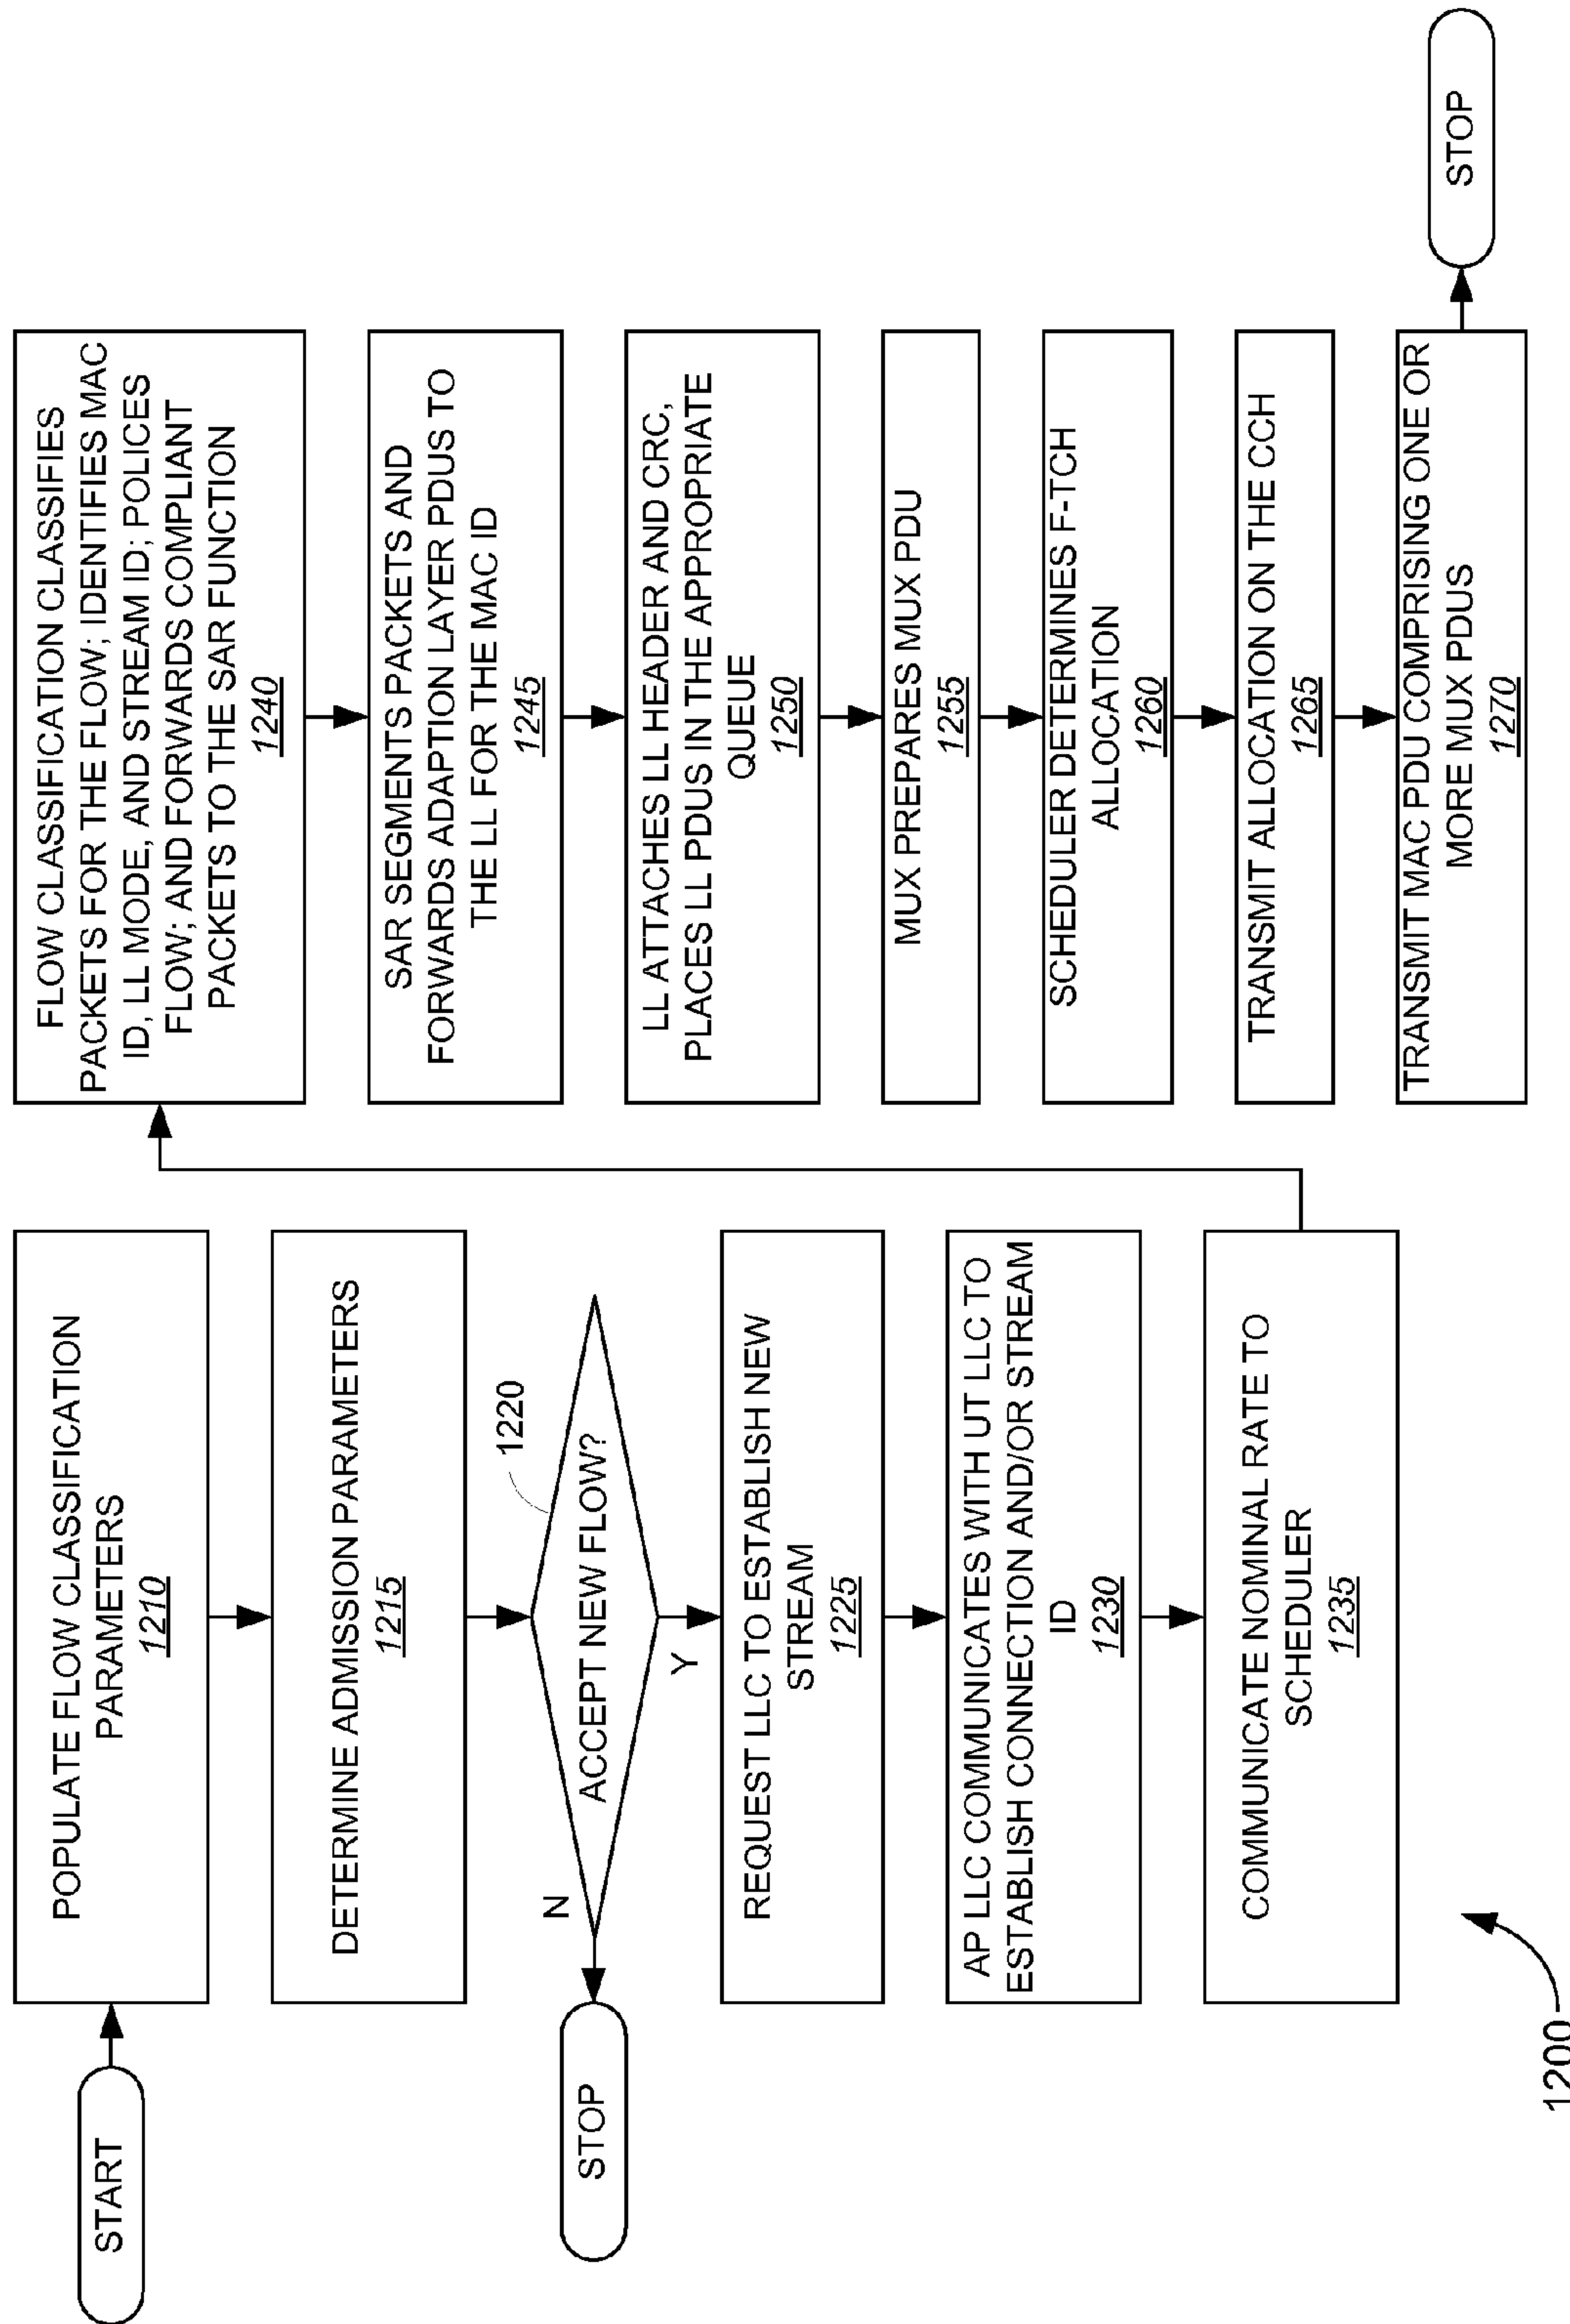 START
POPULATE FLOW CLASSIFICATION
PARAMETERS
1210
DETERMINE ADMISSION PARAMETERS
1215
1220
ACCEPT NEW FLOW?
N
STOP
Y
REQUEST LLC TO ESTABLISH NEW
STREAM
1225
AP LLC COMMUNICATES WITH UT LLC TO
ESTABLISH CONNECTION AND/OR STREAM
ID
1230
COMMUNICATE NOMINAL RATE TO
SCHEDULER
1235
1200
FLOW CLASSIFICATION CLASSIFIES
PACKETS FOR THE FLOW; IDENTIFIES MAC
ID, LL MODE, AND STREAM ID; POLICES
FLOW; AND FORWARDS COMPLIANT
PACKETS TO THE SAR FUNCTION
1240
SAR SEGMENTS PACKETS AND
FORWARDS ADAPTION LAYER PDUS TO
THE LL FOR THE MAC ID
1245
LL ATTACHES LL HEADER AND CRC,
PLACES LL PDUS IN THE APPROPRIATE
QUEUE
1250
MUX PREPARES MUX PDU
1255
SCHEDULER DETERMINES F-TCH
ALLOCATION
1260
TRANSMIT ALLOCATION ON THE CCH
1265
TRANSMIT MAC PDU COMPRISING ONE OR
MORE MUX PDUS
1270
STOP